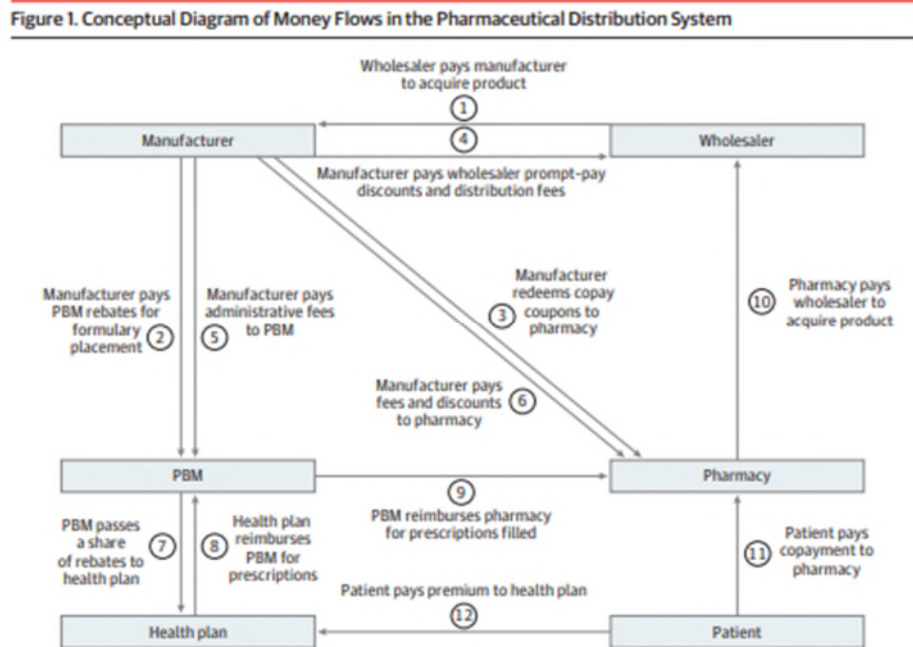 Figure 1. Conceptual Diagram of Money Flows in the Pharmaceutical Distribution System
Wholesaler pays manufacturer
to acquire product
1
Manufacturer
4
Wholesaler
Manufacturer pays wholesaler prompt-pay
discounts and distribution fees
Manufacturer pays
PBM rebates for
formulary
placement
2
Manufacturer pays
administrative fees
to PBM
5
Manufacturer
redeems copay
coupons to
pharmacy
3
Pharmacy pays
wholesaler to
acquire product
10
Manufacturer pays
fees and discounts
to pharmacy
6
PBM
Pharmacy
9
PBM reimburses pharmacy
for prescriptions filled
PBM passes
a share
of rebates to
health plan
7
Health plan
reimburses
PBM for
prescriptions
8
Patient pays
copayment to
pharmacy
11
Patient pays premium to health plan
12
Health plan
Patient